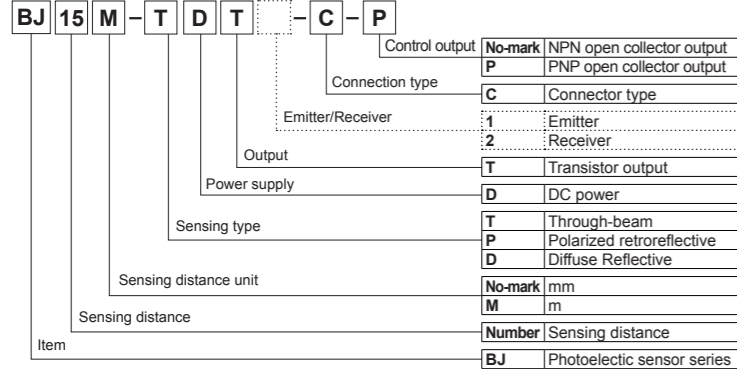 BJ 15 M - T D T - C - P
Control output No-mark NPN open collector output
P PNP open collector output
Connection type
C Connector type
Emitter/Receiver
1 Emitter
2 Receiver
Output
T Transistor output
Power supply
D DC power
Sensing type
T Through-beam
P Polarized retroreflective
D Diffuse Reflective
Sensing distance unit
No-mark mm
M m
Sensing distance
Number Sensing distance
Item
BJ Photoelectic sensor series